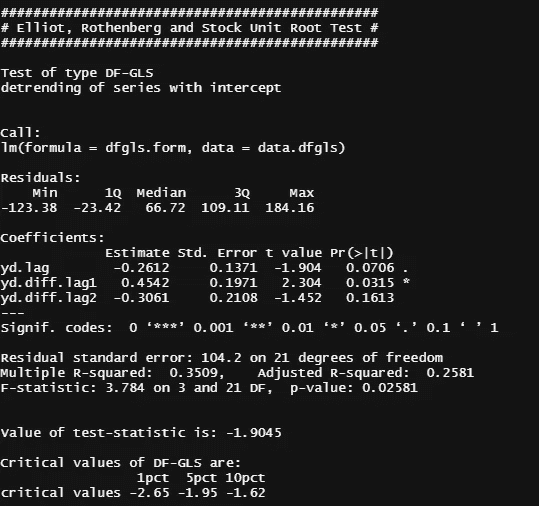 ###############################################
# Elliot, Rothenberg and Stock Unit Root Test #
###############################################
Test of type DF-GLS
detrending of series with intercept
Call:
lm(formula = dfgls.form, data = data.dfgls)
Residuals:
    Min      1Q  Median      3Q     Max
-123.38  -23.42   66.72  109.11  184.16
Coefficients:
             Estimate Std. Error t value Pr(>|t|)
yd.lag        -0.2612     0.1371  -1.904   0.0706 .
yd.diff.lag1   0.4542     0.1971   2.304   0.0315 *
yd.diff.lag2  -0.3061     0.2108  -1.452   0.1613
---
Signif. codes:  0 ‘***’ 0.001 ‘**’ 0.01 ‘*’ 0.05 ‘.’ 0.1 ‘ ’ 1
Residual standard error: 104.2 on 21 degrees of freedom
Multiple R-squared:  0.3509,    Adjusted R-squared:  0.2581
F-statistic: 3.784 on 3 and 21 DF,  p-value: 0.02581
Value of test-statistic is: -1.9045
Critical values of DF-GLS are:
                 1pct  5pct 10pct
critical values -2.65 -1.95 -1.62